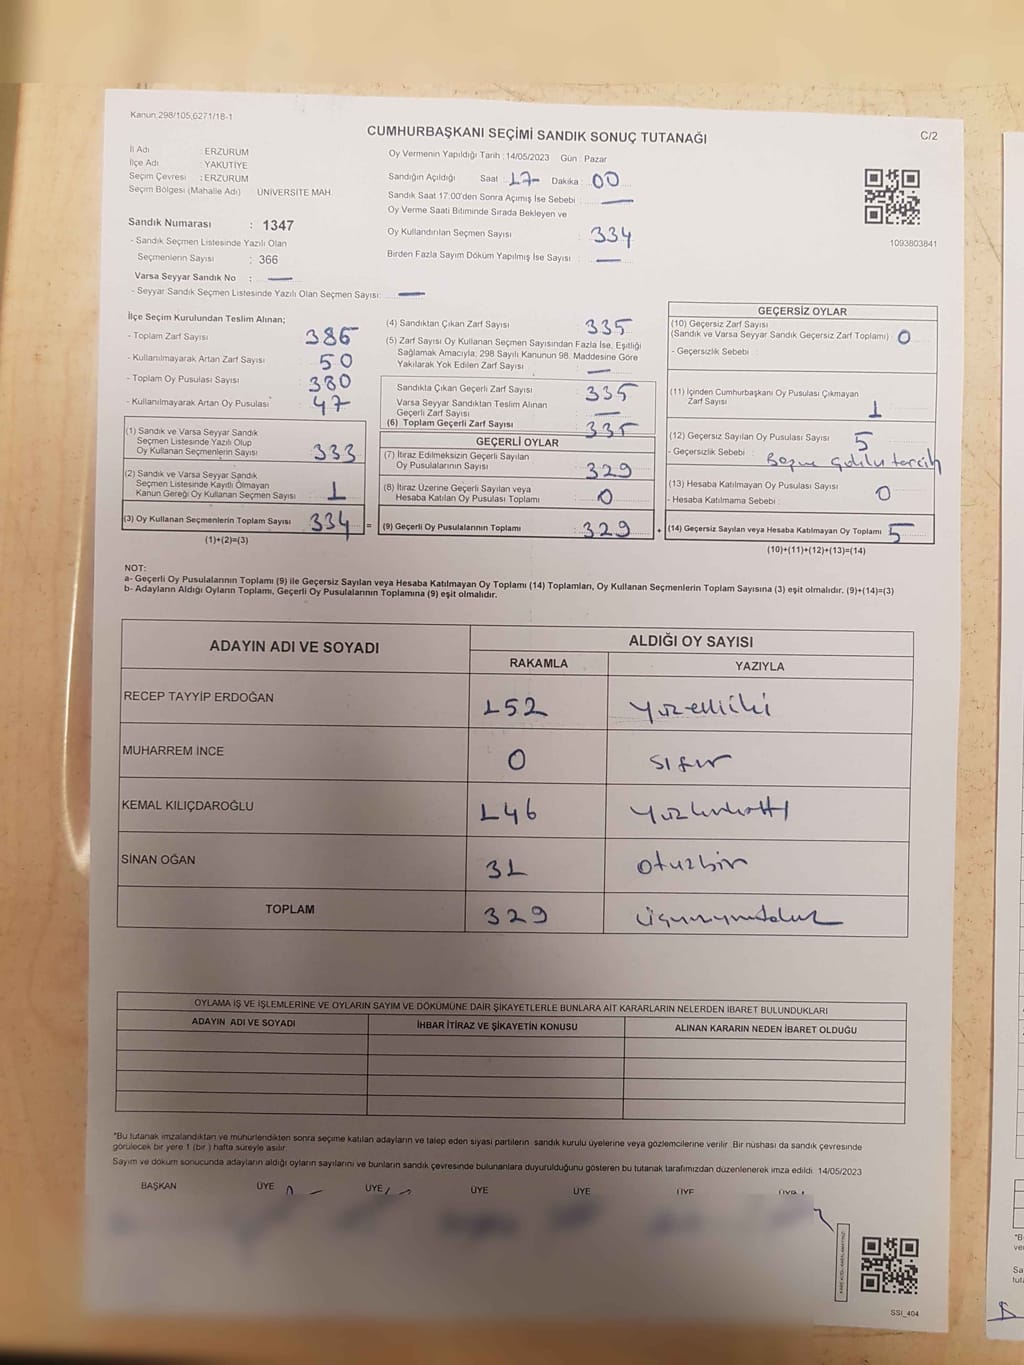 Kanun.298/105,6271/18-1
C/2
CUMHURBAŞKANI SEÇİMİ SANDIK SONUÇ TUTANAĞI
İl Adı : ERZURUM
İlçe Adı : YAKUTİYE
Seçim Çevresi : ERZURUM
Seçim Bölgesi (Mahalle Adı) ÜNİVERSİTE MAH.
Sandık Numarası : 1347
- Sandık Seçmen Listesinde Yazılı Olan
Seçmenlerin Sayısı : 366
Varsa Seyyar Sandık No : —
- Seyyar Sandık Seçmen Listesinde Yazılı Olan Seçmen Sayısı: —
Oy Vermenin Yapıldığı Tarih : 14/05/2023 Gün : Pazar
Sandığın Açıldığı Saat : 17 Dakika : 00
Sandık Saat 17:00'den Sonra Açımış İse Sebebi : —
Oy Verme Saati Bitiminde Sırada Bekleyen ve
Oy Kullandırılan Seçmen Sayısı : 334
Birden Fazla Sayım Döküm Yapılmış İse Sayısı : —
1093803841
İlçe Seçim Kurulundan Teslim Alınan;
- Toplam Zarf Sayısı : 385
- Kullanılmayarak Artan Zarf Sayısı : 50
- Toplam Oy Pusulası Sayısı : 380
- Kullanılmayarak Artan Oy Pusulası : 47
(1) Sandık ve Varsa Seyyar Sandık
Seçmen Listesinde Yazılı Olup
Oy Kullanan Seçmenlerin Sayısı : 333
(2) Sandık ve Varsa Seyyar Sandık
Seçmen Listesinde Kayıtlı Olmayan
Kanun Gereği Oy Kullanan Seçmen Sayısı : 1
(3) Oy Kullanan Seçmenlerin Toplam Sayısı : 334 =
(1)+(2)=(3)
(4) Sandıktan Çıkan Zarf Sayısı : 335
(5) Zarf Sayısı Oy Kullanan Seçmen Sayısından Fazla İse, Eşitliği
Sağlamak Amacıyla; 298 Sayılı Kanunun 98. Maddesine Göre
Yakılarak Yok Edilen Zarf Sayısı : —
Sandıkta Çıkan Geçerli Zarf Sayısı : 335
Varsa Seyyar Sandıktan Teslim Alınan
Geçerli Zarf Sayısı : —
(6) Toplam Geçerli Zarf Sayısı : 335
GEÇERLİ OYLAR
(7) İtiraz Edilmeksizin Geçerli Sayılan
Oy Pusulalarının Sayısı : 329
(8) İtiraz Üzerine Geçerli Sayılan veya
Hesaba Katılan Oy Pusulası Toplamı : 0
(9) Geçerli Oy Pusulalarının Toplamı : 329 +
GEÇERSİZ OYLAR
(10) Geçersiz Zarf Sayısı
(Sandık ve Varsa Seyyar Sandık Geçersiz Zarf Toplamı) : 0
- Geçersizlik Sebebi :
(11) İçinden Cumhurbaşkanı Oy Pusulası Çıkmayan
Zarf Sayısı : 1
(12) Geçersiz Sayılan Oy Pusulası Sayısı : 5
- Geçersizlik Sebebi : tercih
(13) Hesaba Katılmayan Oy Pusulası Sayısı : 0
- Hesaba Katılmama Sebebi :
(14) Geçersiz Sayılan veya Hesaba Katılmayan Oy Toplamı : 5
(10)+(11)+(12)+(13)=(14)
NOT:
a- Geçerli Oy Pusulalarının Toplamı (9) ile Geçersiz Sayılan veya Hesaba Katılmayan Oy Toplamı (14) Toplamları, Oy Kullanan Seçmenlerin Toplam Sayısına (3) eşit olmalıdır. (9)+(14)=(3)
b- Adayların Aldığı Oyların Toplamı, Geçerli Oy Pusulalarının Toplamına (9) eşit olmalıdır.
ADAYIN ADI VE SOYADI
ALDIĞI OY SAYISI
RAKAMLA YAZIYLA
RECEP TAYYİP ERDOĞAN 152 yüzelliiki
MUHARREM İNCE 0 sıfır
KEMAL KILIÇDAROĞLU 146 yüzkırkaltı
SİNAN OĞAN 31 otuzbir
TOPLAM 329 üçyüzyirmidokuz
OYLAMA İŞ VE İŞLEMLERİNE VE OYLARIN SAYIM VE DÖKÜMÜNE DAİR ŞİKAYETLERLE BUNLARA AİT KARARLARIN NELERDEN İBARET BULUNDUKLARI
ADAYIN ADI VE SOYADI İHBAR İTİRAZ VE ŞİKAYETİN KONUSU ALINAN KARARIN NEDEN İBARET OLDUĞU
*Bu tutanak imzalandıktan ve mühürlendikten sonra seçime katılan adayların ve talep eden siyasi partilerin sandık kurulu üyelerine veya gözlemcilerine verilir. Bir nüshası da sandık çevresinde
görülecek bir yere 1 (bir) hafta süreyle asılır.
Sayım ve döküm sonucunda adayların aldığı oyların sayılarını ve bunların sandık çevresinde bulunanlara duyurulduğunu gösteren bu tutanak tarafımızdan düzenlenerek imza edildi. 14/05/2023
BAŞKAN ÜYE ÜYE ÜYE ÜYE ÜYE ÜYE
SSI_404